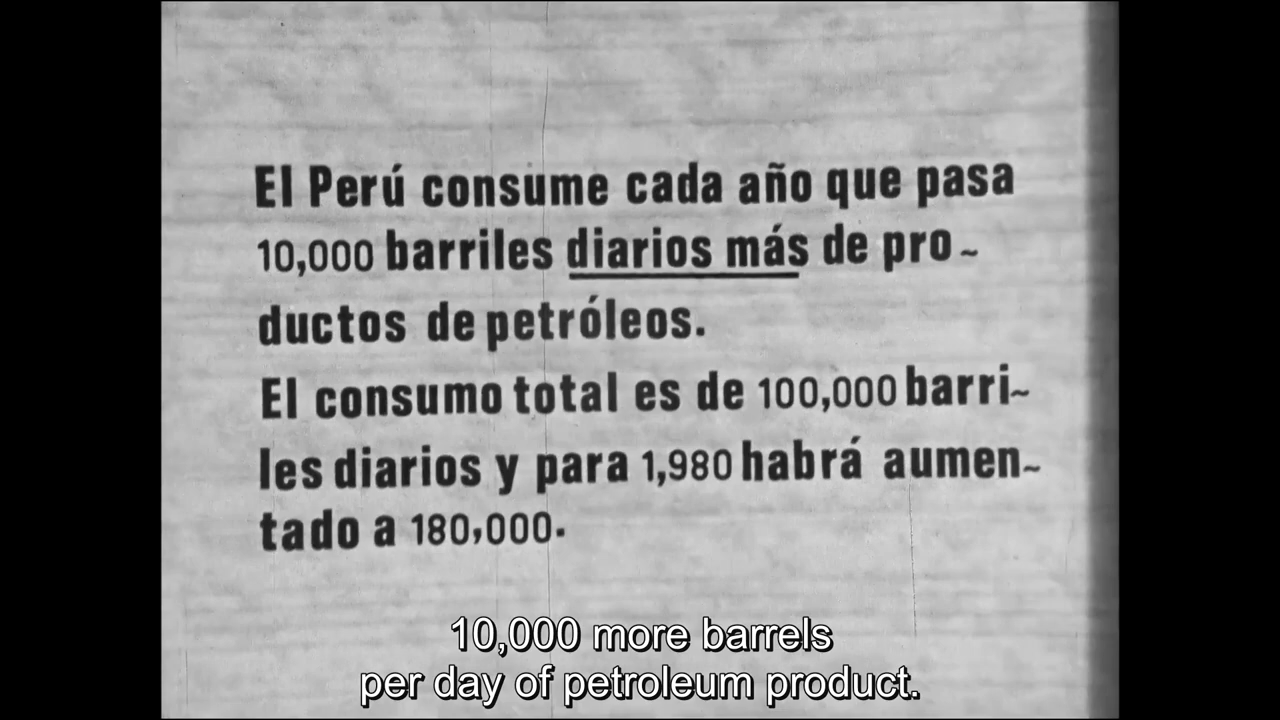 El Perú consume cada año que pasa
10,000 barriles diarios más de pro~
ductos de petróleos.
El consumo total es de 100,000 barri~
les diarios y para 1,980 habrá aumen~
tado a 180,000.
10,000 more barrels
per day of petroleum product.